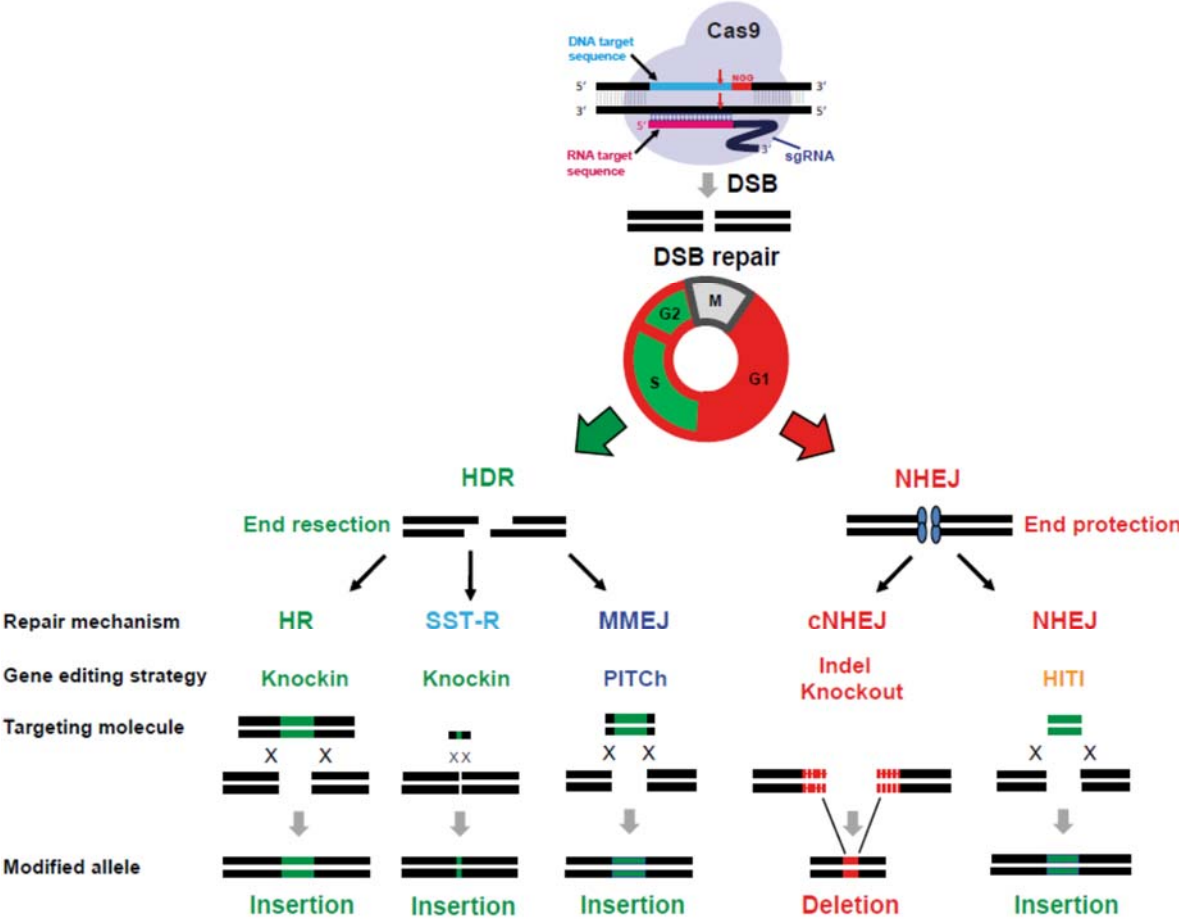 Cas9
DNA target
sequence
NGG
5′ 3′
3′ 5′
5′
3′
RNA target
sequence
sgRNA
DSB
DSB repair
M
G2
S
G1
HDR
NHEJ
End resection
End protection
Repair mechanism HR SST-R MMEJ cNHEJ NHEJ
Gene editing strategy Knockin Knockin PITCh Indel HITI
Knockout
Targeting molecule
X X XX X X X X
Modified allele
Insertion Insertion Insertion Deletion Insertion